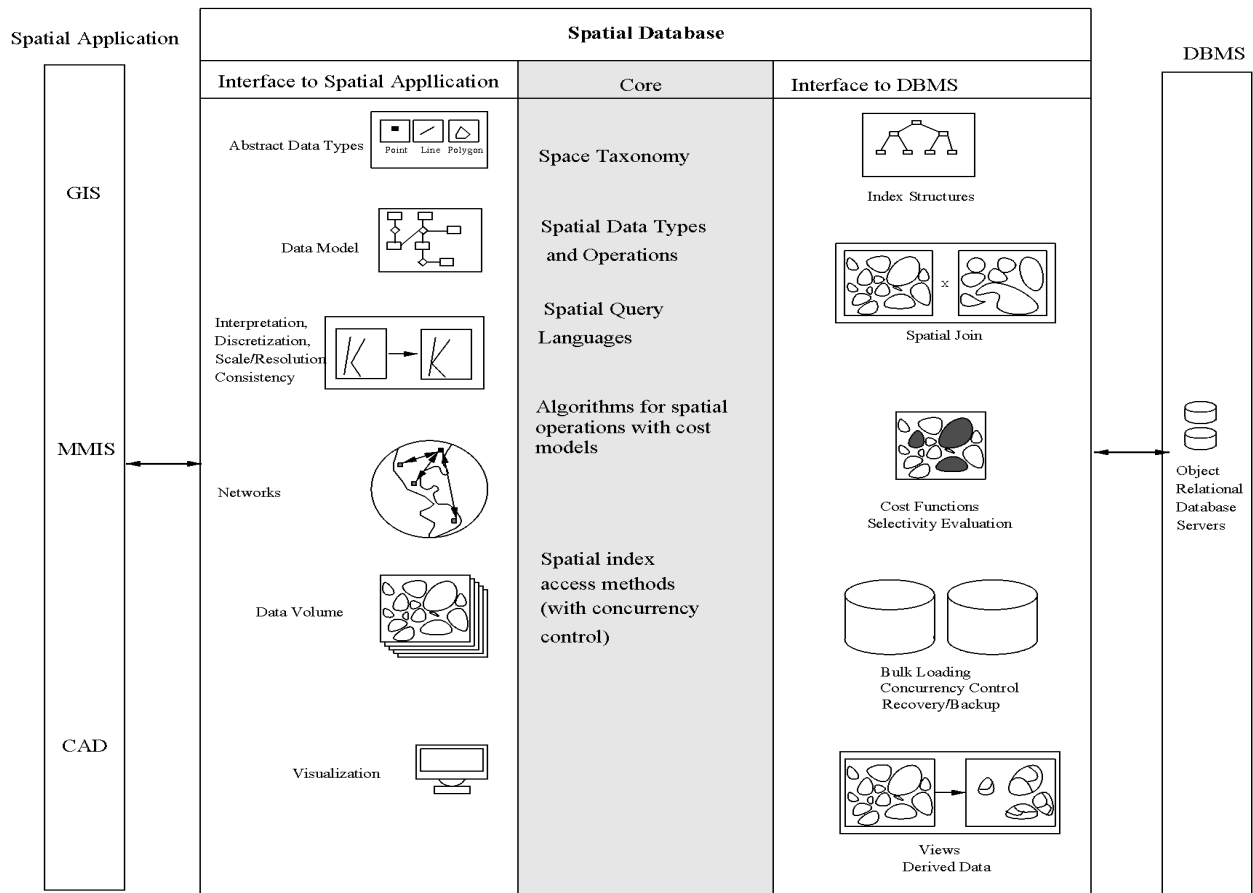 Spatial Application
GIS
MMIS
CAD
Spatial Database
Interface to Spatial Appllication
Abstract Data Types
Point Line Polygon
Data Model
Interpretation,
Discretization,
Scale/Resolution
Consistency
Networks
Data Volume
Visualization
Core
Space Taxonomy
Spatial Data Types
and Operations
Spatial Query
Languages
Algorithms for spatial
operations with cost
models
Spatial index
access methods
(with concurrency
control)
Interface to DBMS
Index Structures
x
Spatial Join
Cost Functions
Selectivity Evaluation
Bulk Loading
Concurrency Control
Recovery/Backup
Views
Derived Data
DBMS
Object
Relational
Database
Servers